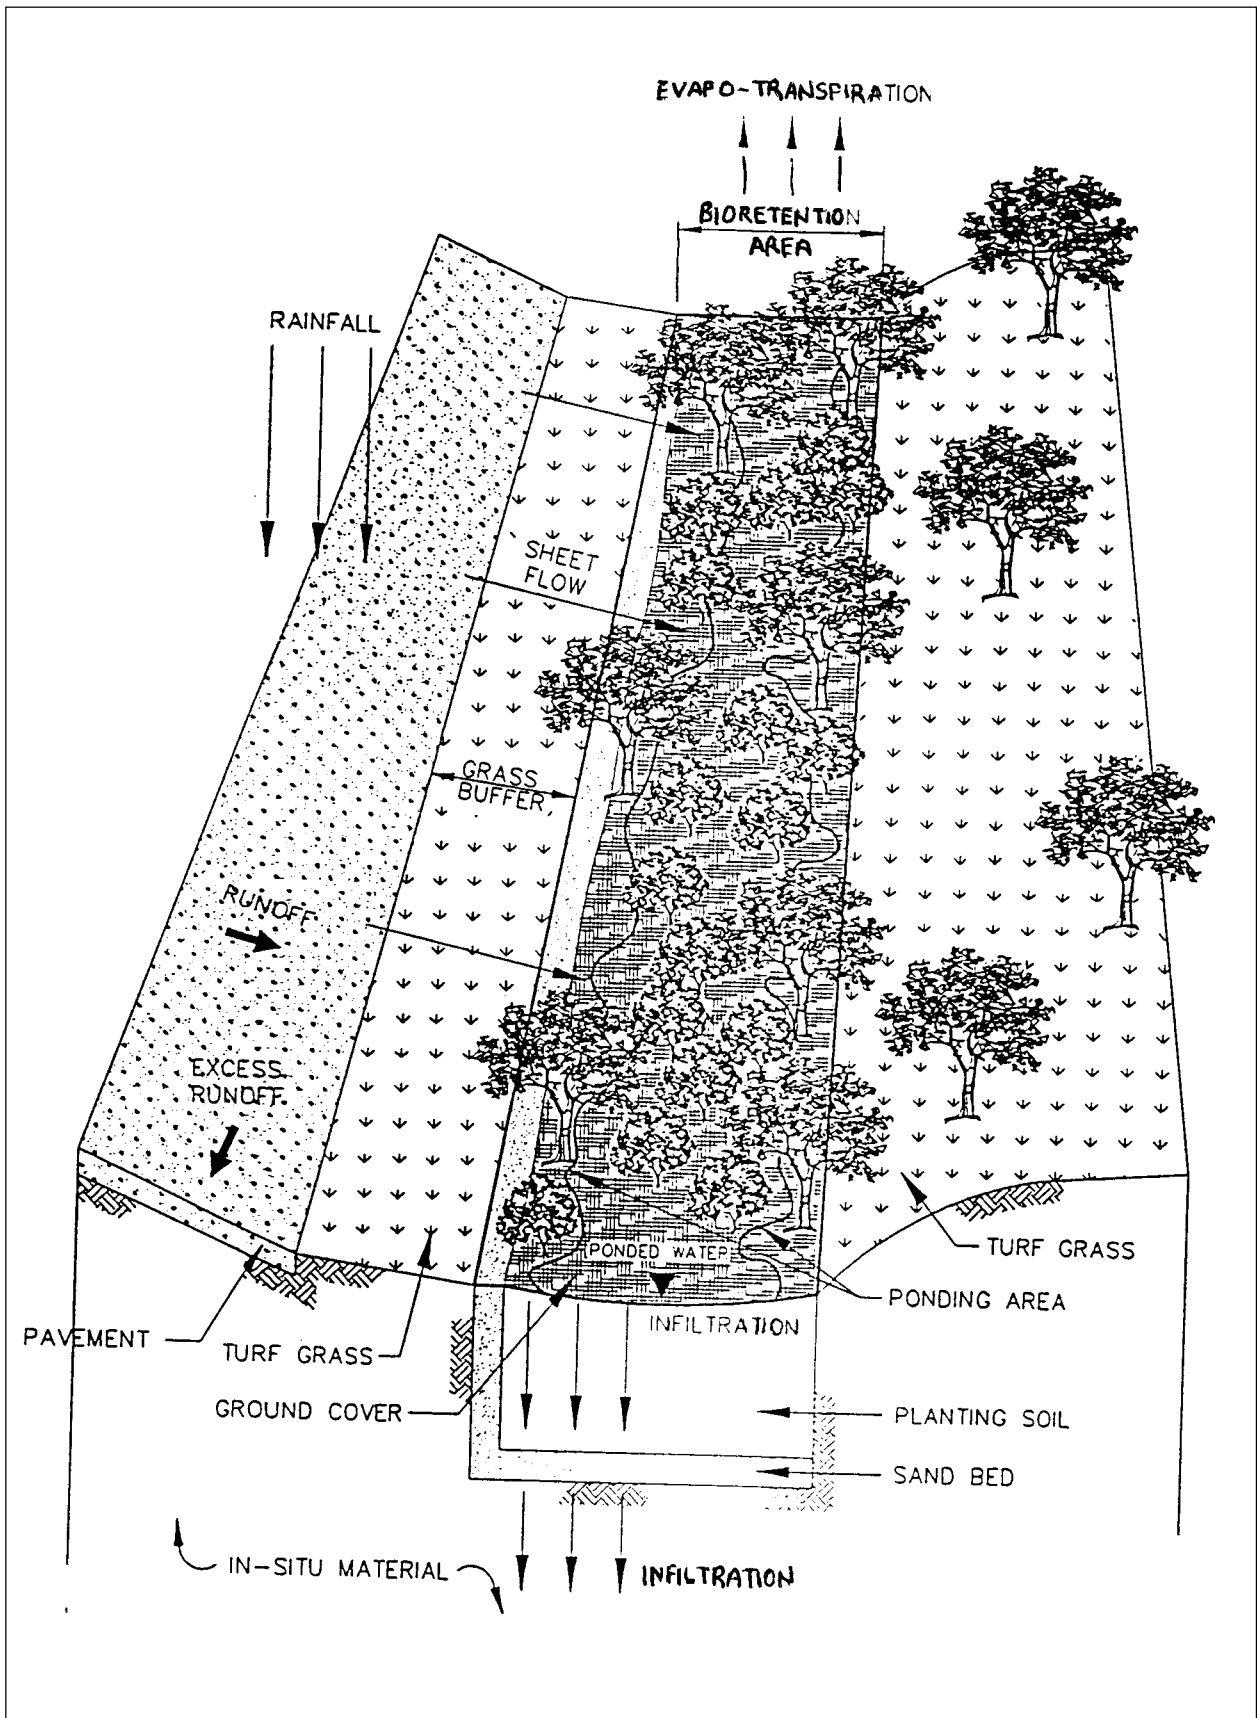 EVAPO-TRANSPIRATION
BIORETENTION
AREA
RAINFALL
SHEET
FLOW
GRASS
BUFFER
RUNOFF
EXCESS
RUNOFF
PONDED WATER
TURF GRASS
PONDING AREA
INFILTRATION
PAVEMENT
TURF GRASS
GROUND COVER
PLANTING SOIL
SAND BED
IN-SITU MATERIAL
INFILTRATION